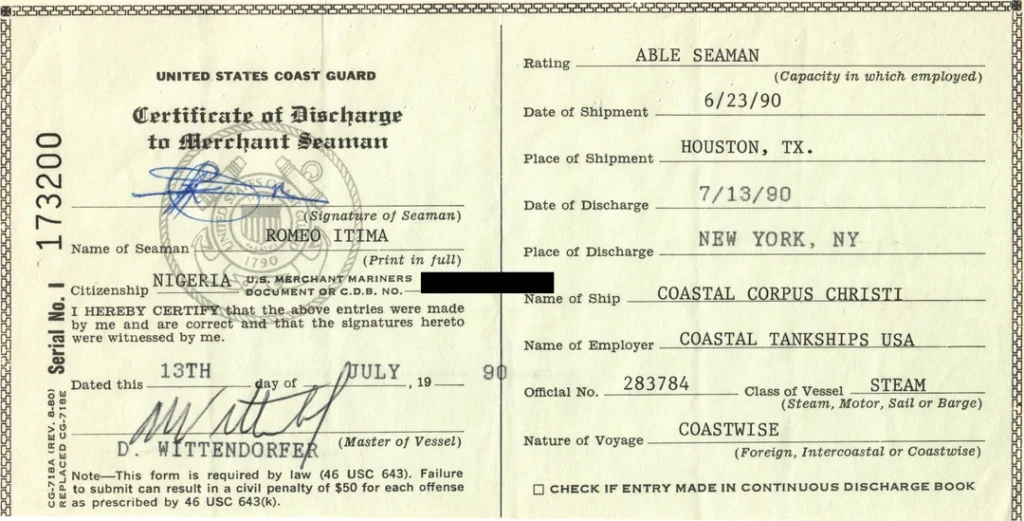 UNITED STATES COAST GUARD
Certificate of Discharge
to Merchant Seaman
(Signature of Seaman)
Name of Seaman ROMEO ITIMA
(Print in full)
Citizenship NIGERIA U.S. MERCHANT MARINERS
DOCUMENT OR C.D.B. NO.
I HEREBY CERTIFY that the above entries were made
by me and are correct and that the signatures hereto
were witnessed by me.
Dated this 13TH day of JULY, 19 90
D. WITTENDORFER (Master of Vessel)
Note—This form is required by law (46 USC 643). Failure
to submit can result in a civil penalty of $50 for each offense
as prescribed by 46 USC 643(k).
Serial No. I 173200
CG-718A (REV. 8-80)
REPLACED CG-718E
UNITED STATES COAST GUARD
1790
Rating ABLE SEAMAN
(Capacity in which employed)
Date of Shipment 6/23/90
Place of Shipment HOUSTON, TX.
Date of Discharge 7/13/90
Place of Discharge NEW YORK, NY
Name of Ship COASTAL CORPUS CHRISTI
Name of Employer COASTAL TANKSHIPS USA
Official No. 283784 Class of Vessel STEAM
(Steam, Motor, Sail or Barge)
Nature of Voyage COASTWISE
(Foreign, Intercoastal or Coastwise)
☐ CHECK IF ENTRY MADE IN CONTINUOUS DISCHARGE BOOK